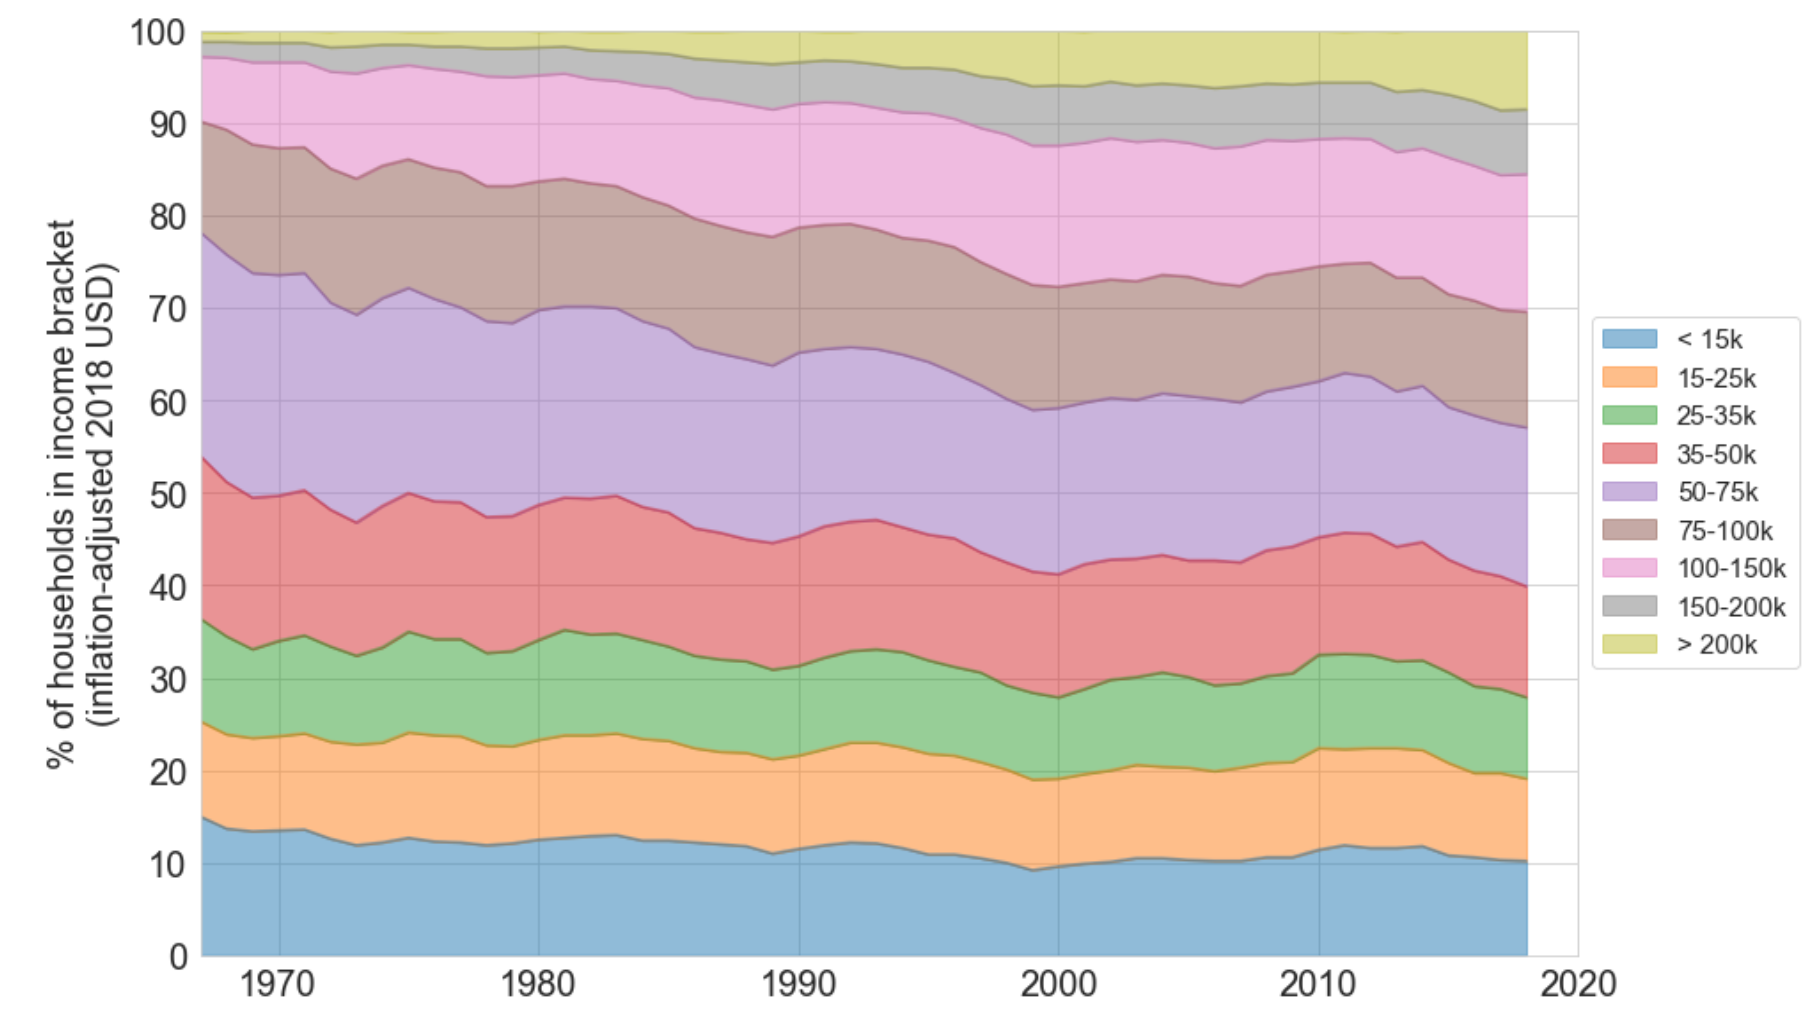 % of households in income bracket
(inflation-adjusted 2018 USD)
100
90
80
70
60
50
40
30
20
10
0
1970
1980
1990
2000
2010
2020
< 15k
15-25k
25-35k
35-50k
50-75k
75-100k
100-150k
150-200k
> 200k